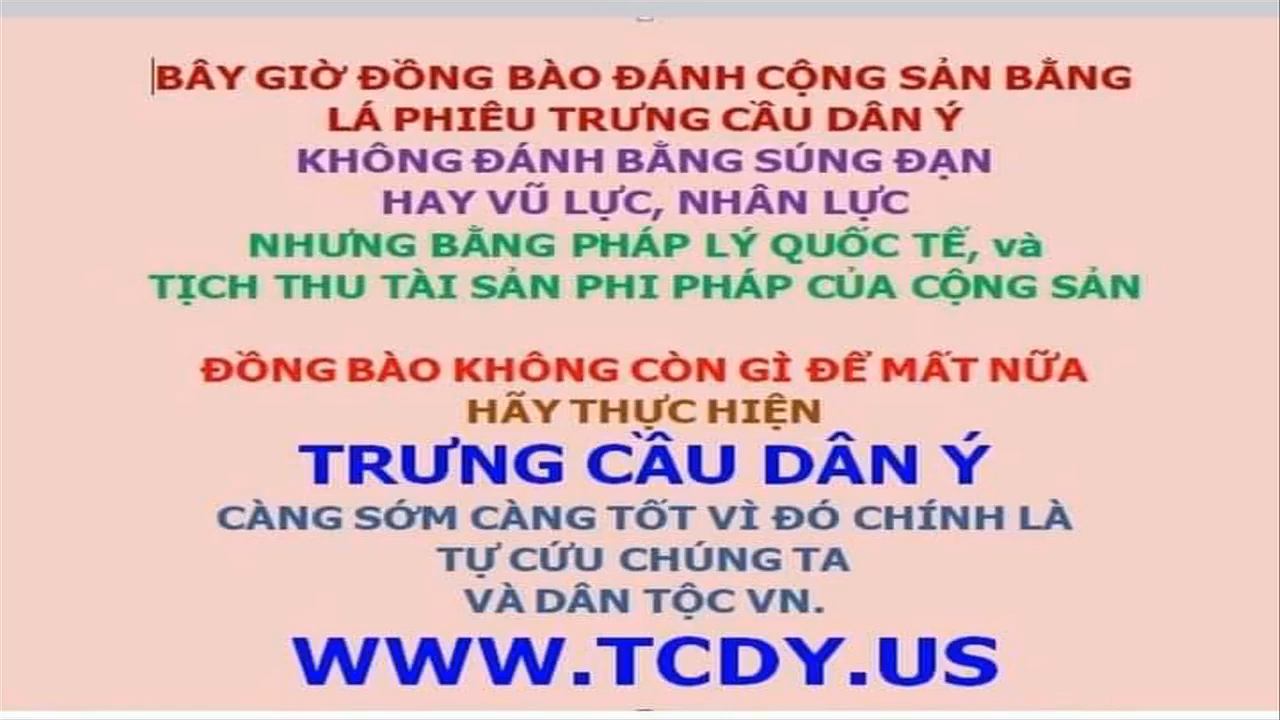 BÂY GIỜ ĐỒNG BÀO ĐÁNH CỘNG SẢN BẰNG
LÁ PHIÊU TRƯNG CẦU DÂN Ý
KHÔNG ĐÁNH BẰNG SÚNG ĐẠN
HAY VŨ LỰC, NHÂN LỰC
NHƯNG BẰNG PHÁP LÝ QUỐC TẾ, và
TỊCH THU TÀI SẢN PHI PHÁP CỦA CỘNG SẢN
ĐỒNG BÀO KHÔNG CÒN GÌ ĐỂ MẤT NỮA
HÃY THỰC HIỆN
TRƯNG CẦU DÂN Ý
CÀNG SỚM CÀNG TỐT VÌ ĐÓ CHÍNH LÀ
TỰ CỨU CHÚNG TA
VÀ DÂN TỘC VN.
WWW.TCDY.US